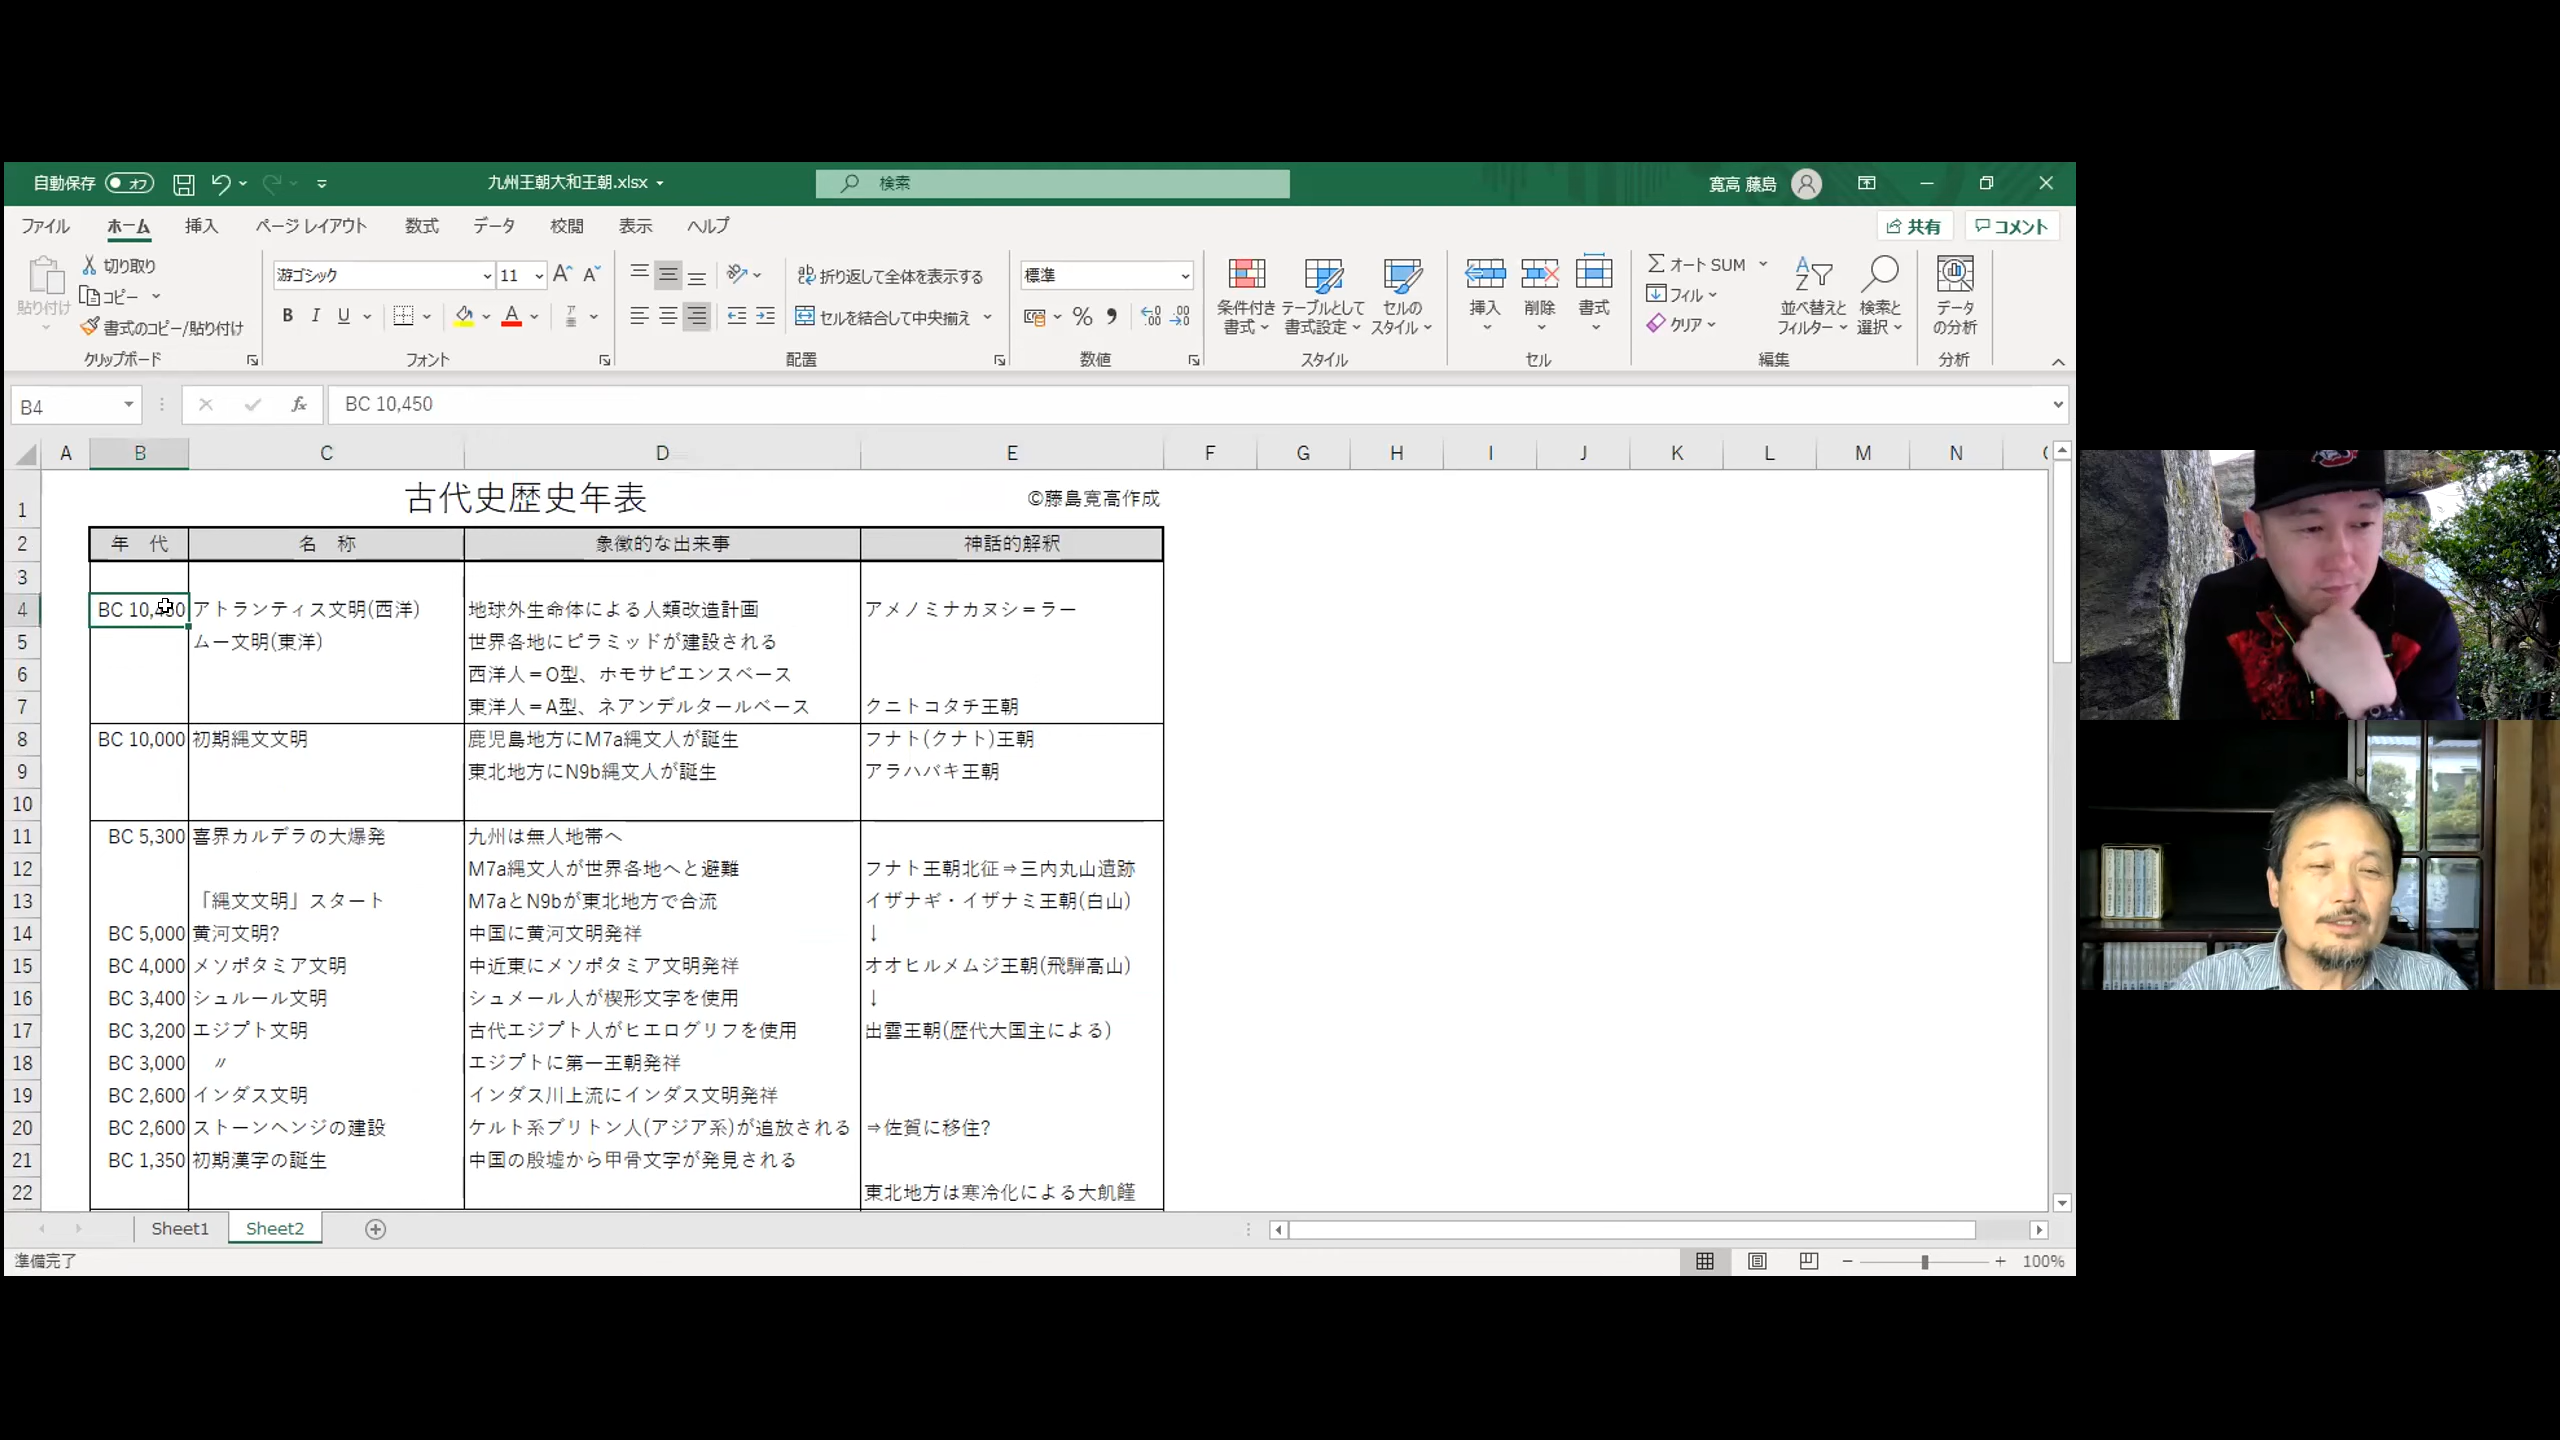 自動保存 オフ 九州王朝大和王朝.xlsx 検索 寛高 藤島
ファイル ホーム 挿入 ページ レイアウト 数式 データ 校閲 表示 ヘルプ 共有 コメント
貼り付け 切り取り コピー 書式のコピー/貼り付け クリップボード
游ゴシック 11 B I U フォント
折り返して全体を表示する セルを結合して中央揃え 配置
標準 % 数値
条件付き書式 テーブルとして書式設定 セルのスタイル スタイル
挿入 削除 書式 セル
オート SUM フィル クリア 並べ替えとフィルター 検索と選択 編集
データの分析 分析
B4 fx BC 10,450
A B C D E F G H I J K L M N
1 古代史歴史年表 ©藤島寛高作成
2 年 代 名 称 象徴的な出来事 神話的解釈
3
4 BC 10,450 アトランティス文明(西洋) 地球外生命体による人類改造計画 アメノミナカヌシ＝ラー
5 ムー文明(東洋) 世界各地にピラミッドが建設される
6 西洋人＝O型、ホモサピエンスベース
7 東洋人＝A型、ネアンデルタールベース クニトコタチ王朝
8 BC 10,000 初期縄文文明 鹿児島地方にM7a縄文人が誕生 フナト(クナト)王朝
9 東北地方にN9b縄文人が誕生 アラハバキ王朝
10
11 BC 5,300 喜界カルデラの大爆発 九州は無人地帯へ
12 M7a縄文人が世界各地へと避難 フナト王朝北征⇒三内丸山遺跡
13 「縄文文明」スタート M7aとN9bが東北地方で合流 イザナギ・イザナミ王朝(白山)
14 BC 5,000 黄河文明? 中国に黄河文明発祥 ↓
15 BC 4,000 メソポタミア文明 中近東にメソポタミア文明発祥 オオヒルメムジ王朝(飛騨高山)
16 BC 3,400 シュルール文明 シュメール人が楔形文字を使用 ↓
17 BC 3,200 エジプト文明 古代エジプト人がヒエログリフを使用 出雲王朝(歴代大国主による)
18 BC 3,000 〃 エジプトに第一王朝発祥
19 BC 2,600 インダス文明 インダス川上流にインダス文明発祥
20 BC 2,600 ストーンヘンジの建設 ケルト系ブリトン人(アジア系)が追放される ⇒佐賀に移住?
21 BC 1,350 初期漢字の誕生 中国の殷墟から甲骨文字が発見される
22 東北地方は寒冷化による大飢饉
Sheet1 Sheet2
準備完了 100%